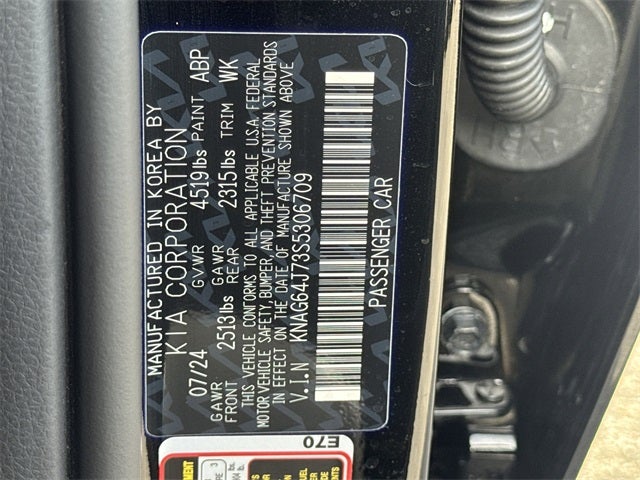 MANUFACTURED IN KOREA BY
KIA CORPORATION
07/24 GVWR 4519lbs PAINT ABP
GAWR FRONT 2513lbs GAWR REAR 2315lbs TRIM WK
THIS VEHICLE CONFORMS TO ALL APPLICABLE U.S.A. FEDERAL
MOTOR VEHICLE SAFETY, BUMPER, AND THEFT PREVENTION STANDARDS
IN EFFECT ON THE DATE OF MANUFACTURE SHOWN ABOVE
V.I.N KNAG64J73S5306709
PASSENGER CAR
E70